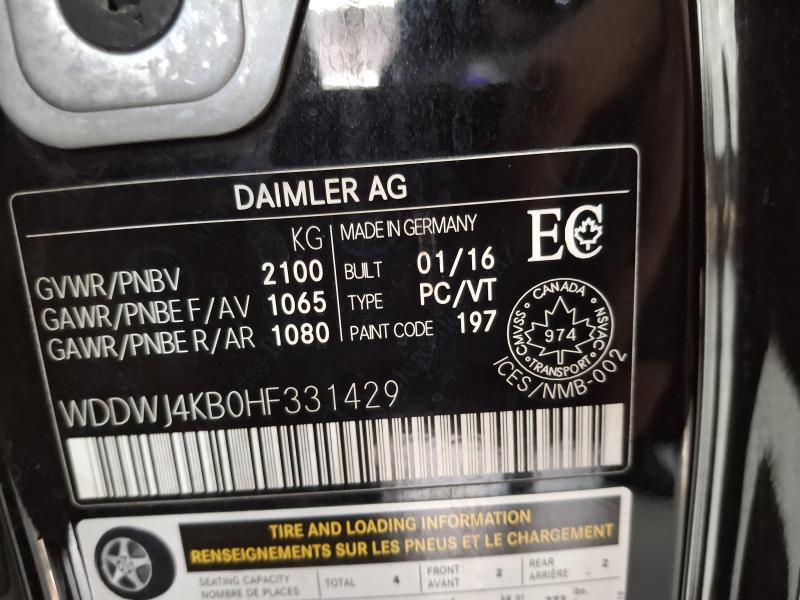 DAIMLER AG
KG
GVWR/PNBV 2100
GAWR/PNBE F/AV 1065
GAWR/PNBE R/AR 1080
MADE IN GERMANY
BUILT 01/16
TYPE PC/VT
PAINT CODE 197
EC
CANADA
CMVSS 974 NSVAC
TRANSPORT
ICES/NMB-002
WDDWJ4KB0HF331429
TIRE AND LOADING INFORMATION
RENSEIGNEMENTS SUR LES PNEUS ET LE CHARGEMENT
SEATING CAPACITY
NOMBRE DE PLACES
TOTAL 4
FRONT
AVANT 2
REAR
ARRIÈRE 2